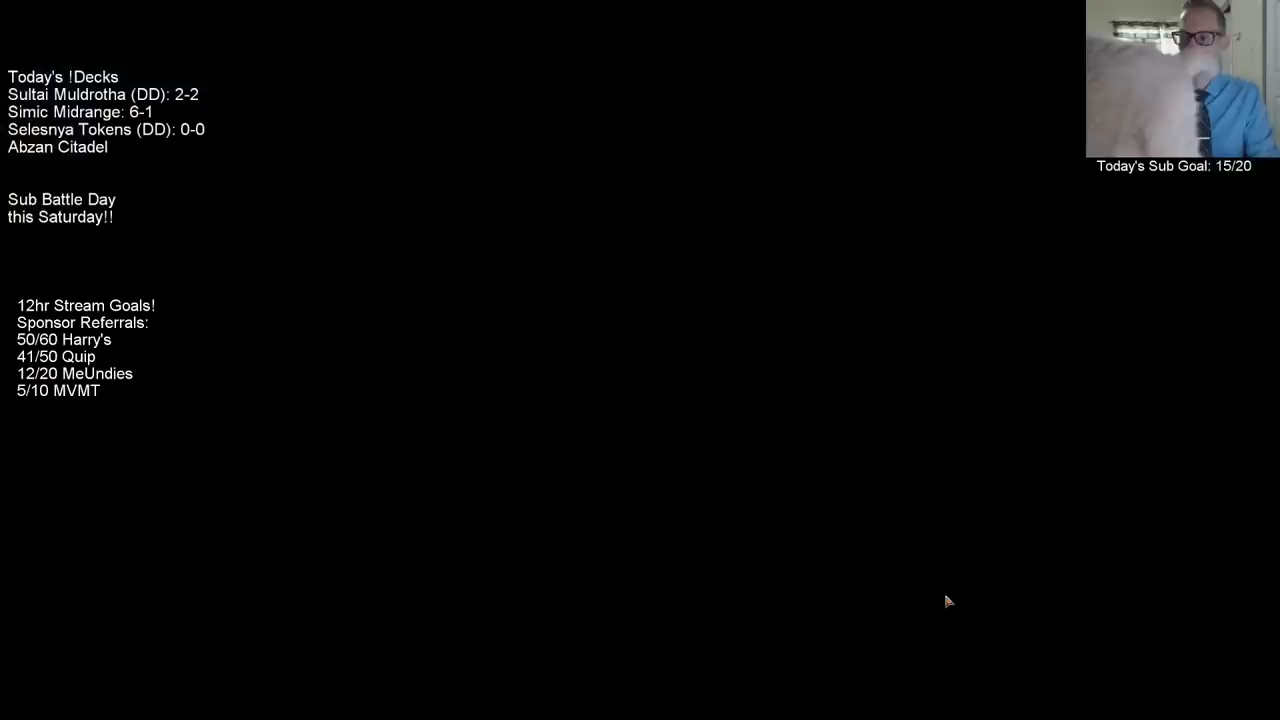 Today's !Decks
Sultai Muldrotha (DD): 2-2
Simic Midrange: 6-1
Selesnya Tokens (DD): 0-0
Abzan Citadel
Sub Battle Day
this Saturday!!
12hr Stream Goals!
Sponsor Referrals:
50/60 Harry's
41/50 Quip
12/20 MeUndies
5/10 MVMT
Today's Sub Goal: 15/20